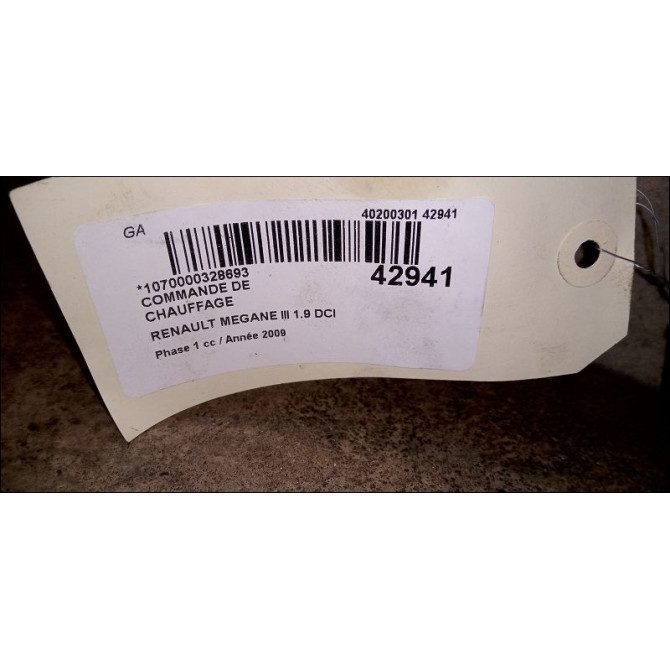 GA
40200301 42941
*1070000328693
42941
COMMANDE DE
CHAUFFAGE
RENAULT MEGANE III 1.9 DCI
Phase 1 cc / Année 2009